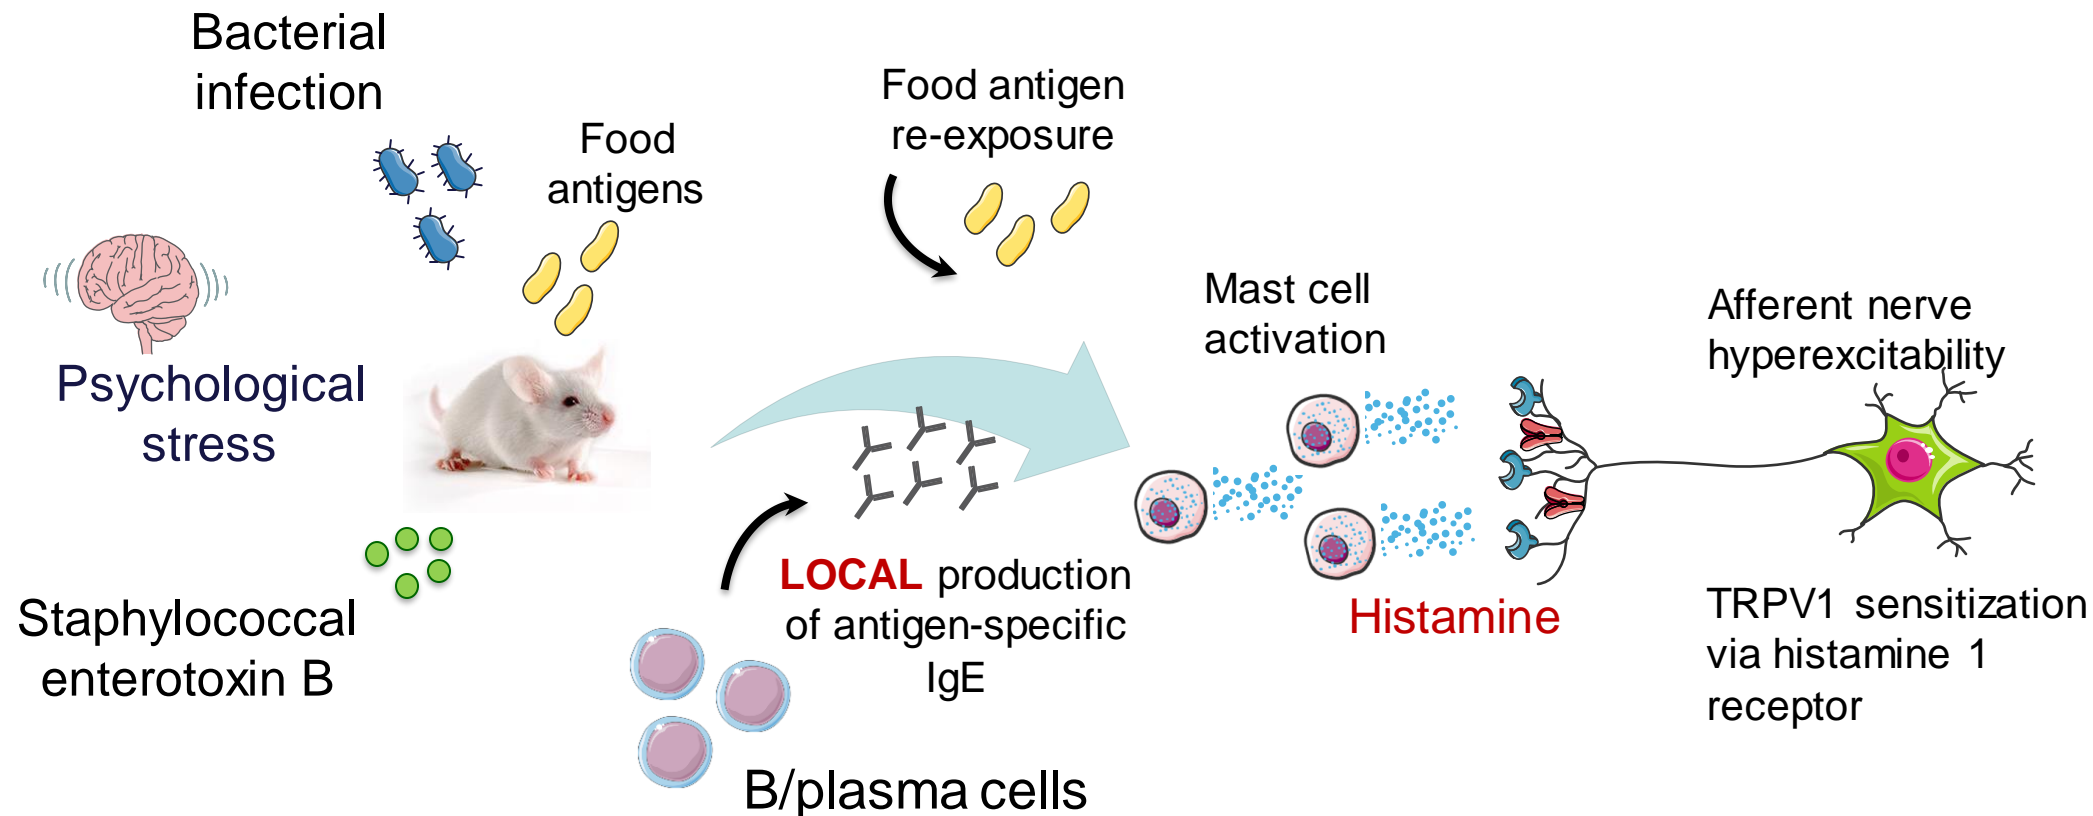 Bacterial
infection
Food
antigens
Food antigen
re-exposure
Psychological
stress
Staphylococcal
enterotoxin B
LOCAL production
of antigen-specific
IgE
B/plasma cells
Mast cell
activation
Histamine
Afferent nerve
hyperexcitability
TRPV1 sensitization
via histamine 1
receptor